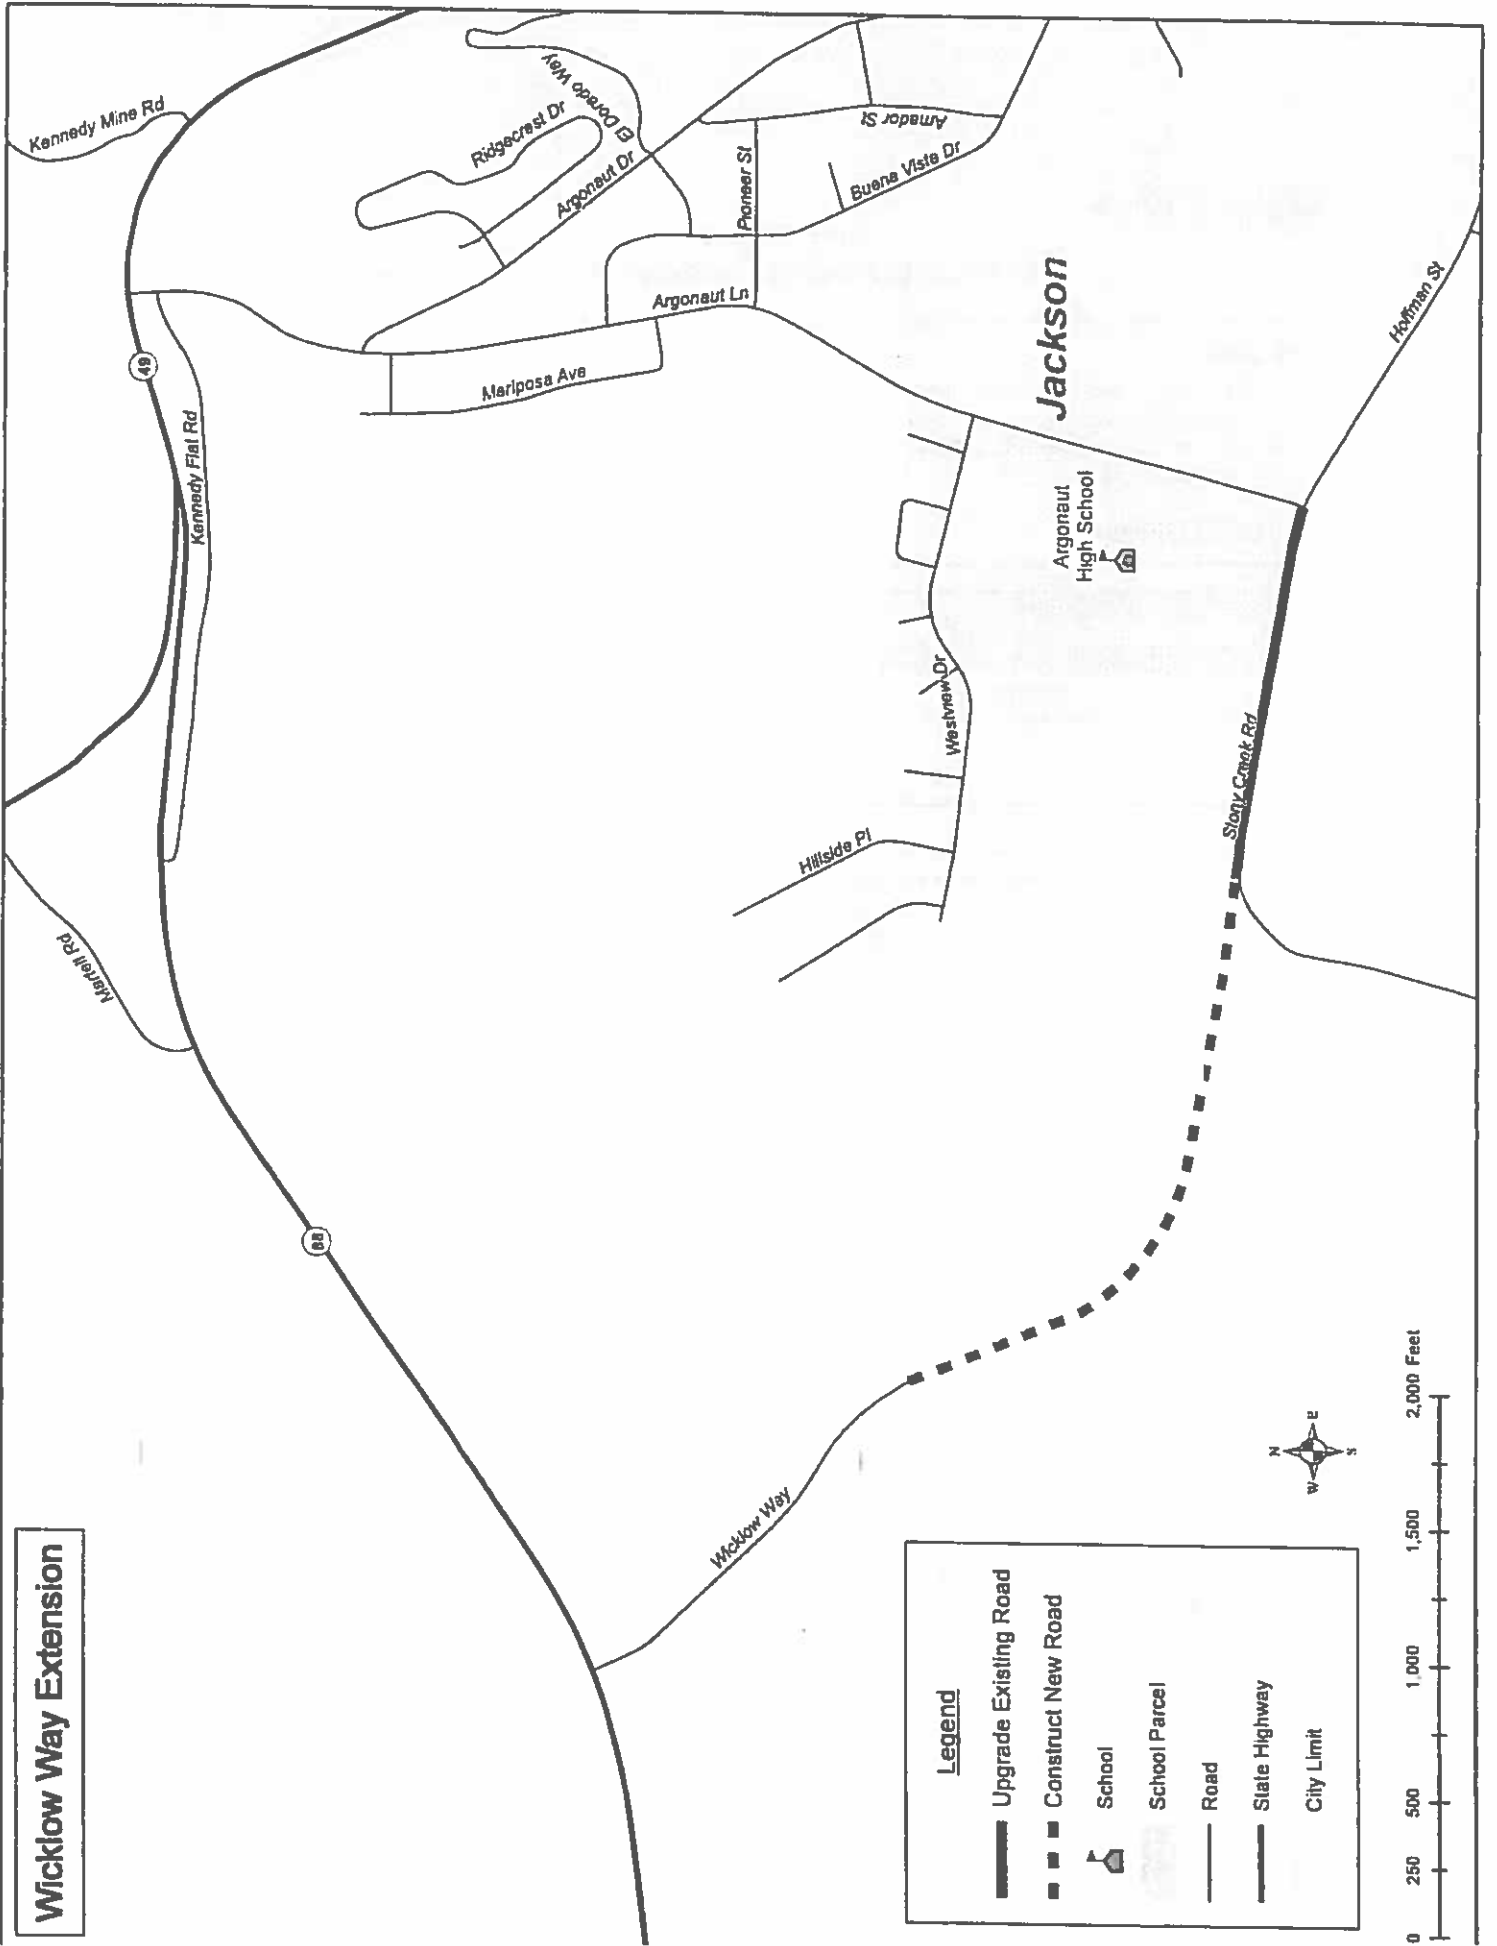 Wicklow Way Extension
Kennedy Mine Rd
49
Kennedy Flat Rd
Martell Rd
88
Ridgecrest Dr
El Dorado Way
Argonaut Dr
Mariposa Ave
Argonaut Ln
Pioneer St
Amador St
Buena Vista Dr
Hillside Pl
Westview Dr
Wicklow Way
Jackson
Argonaut
High School
Stony Creek Rd
Hoffman St
Legend
Upgrade Existing Road
Construct New Road
School
School Parcel
Road
State Highway
City Limit
N
W
E
S
0 250 500 1,000 1,500 2,000 Feet